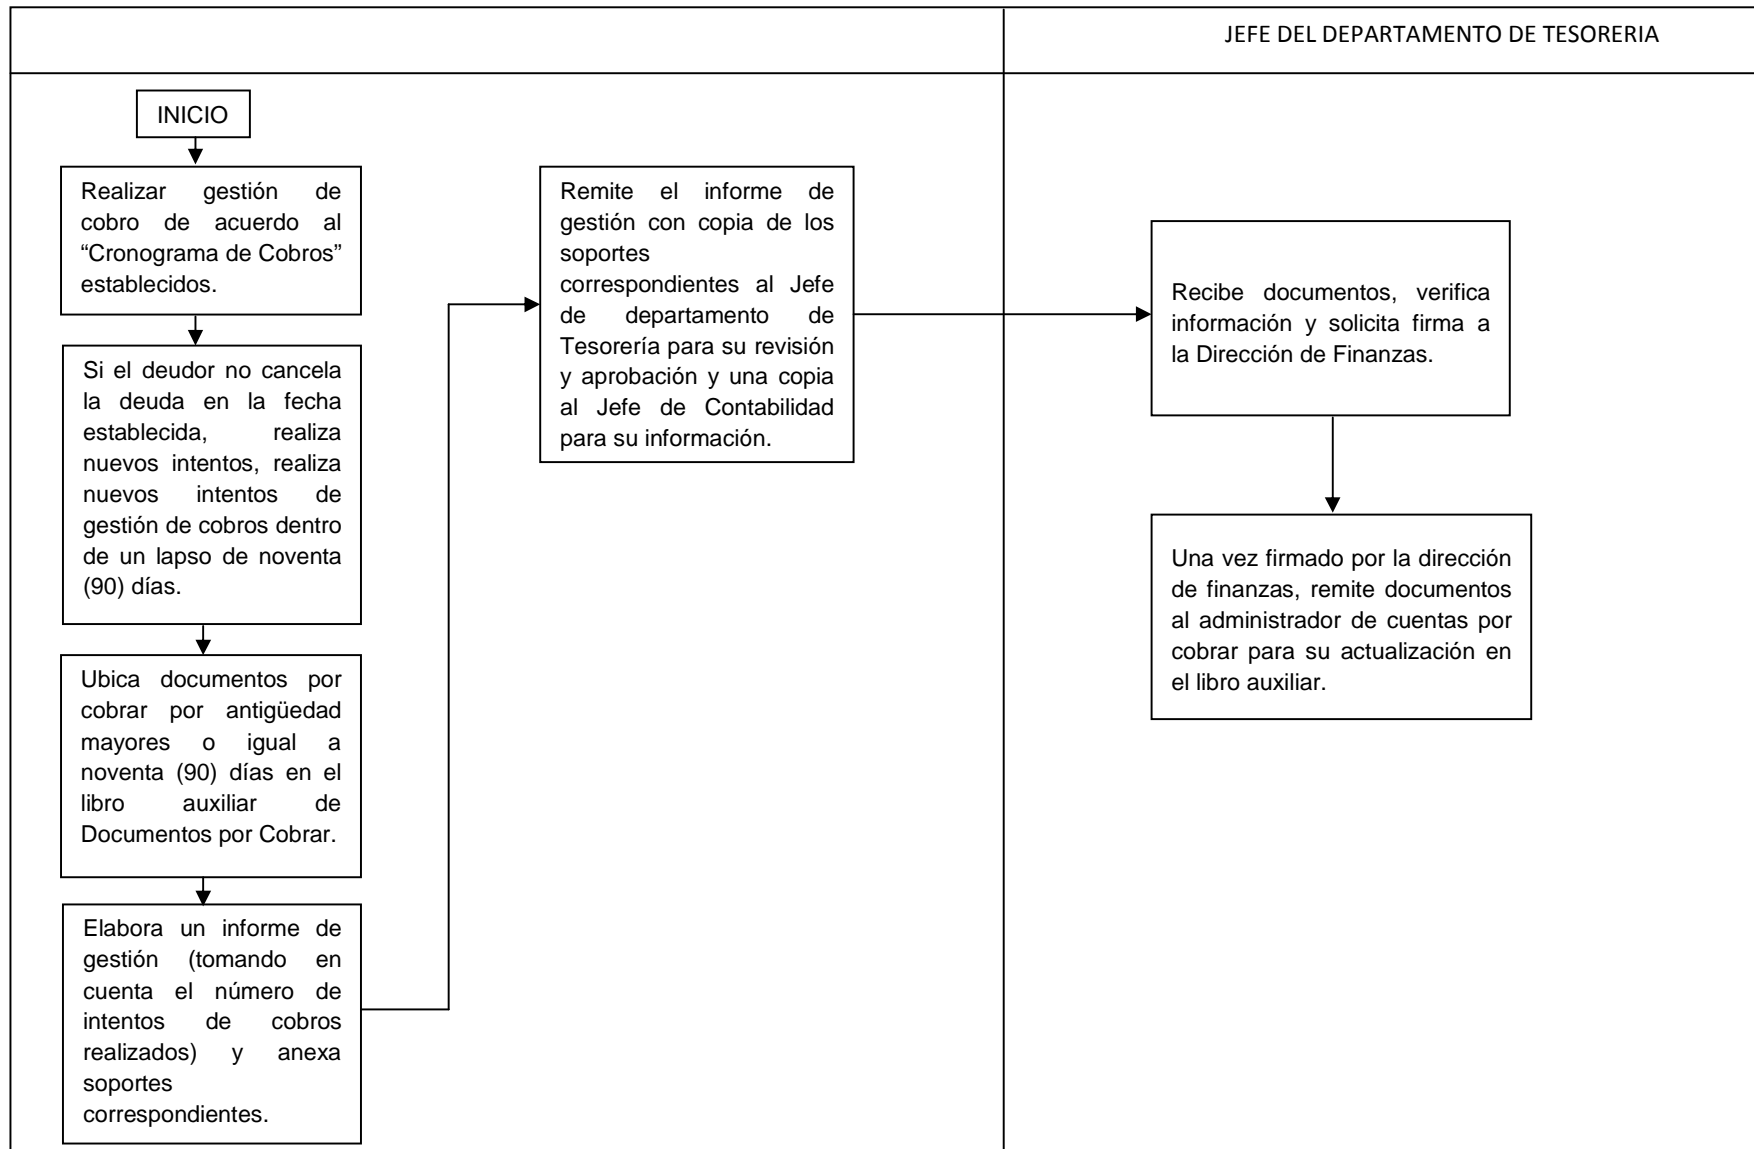 JEFE DEL DEPARTAMENTO DE TESORERIA
INICIO
Realizar gestión de
cobro de acuerdo al
“Cronograma de Cobros”
establecidos.
Si el deudor no cancela
la deuda en la fecha
establecida, realiza
nuevos intentos, realiza
nuevos intentos de
gestión de cobros dentro
de un lapso de noventa
(90) días.
Ubica documentos por
cobrar por antigüedad
mayores o igual a
noventa (90) días en el
libro auxiliar de
Documentos por Cobrar.
Elabora un informe de
gestión (tomando en
cuenta el número de
intentos de cobros
realizados) y anexa
soportes
correspondientes.
Remite el informe de
gestión con copia de los
soportes
correspondientes al Jefe
de departamento de
Tesorería para su revisión
y aprobación y una copia
al Jefe de Contabilidad
para su información.
Recibe documentos, verifica
información y solicita firma a
la Dirección de Finanzas.
Una vez firmado por la dirección
de finanzas, remite documentos
al administrador de cuentas por
cobrar para su actualización en
el libro auxiliar.